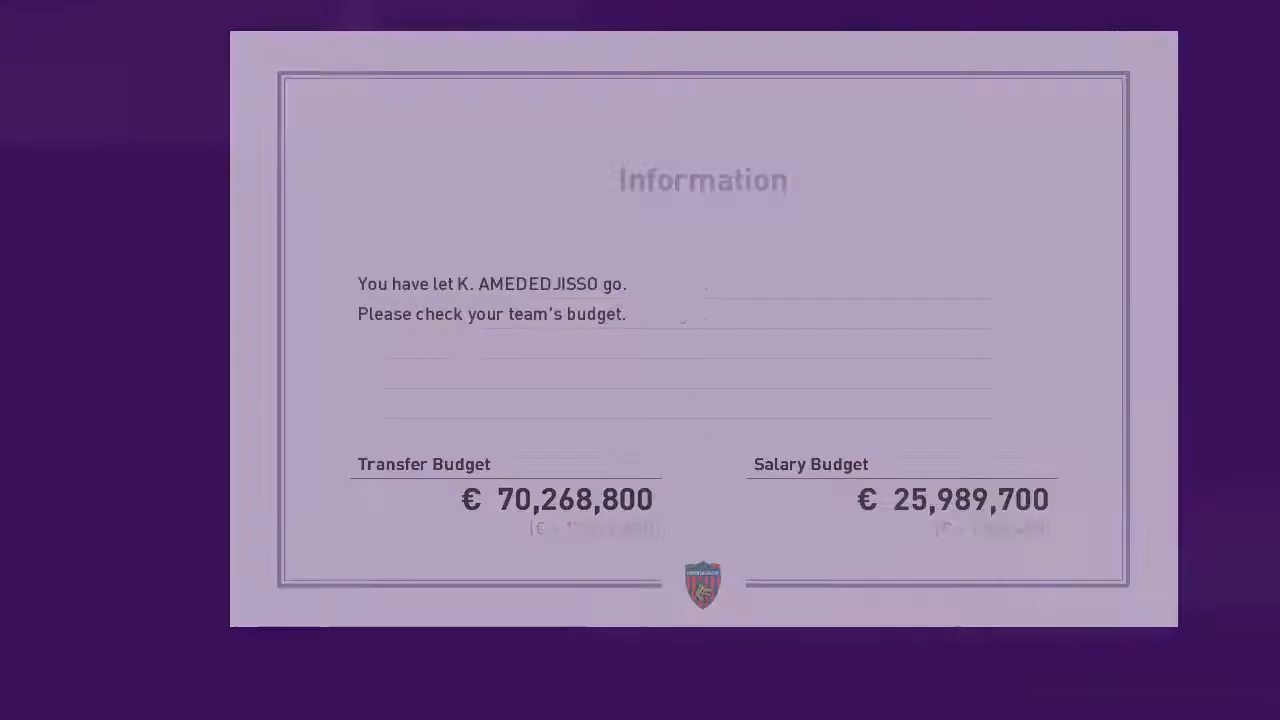 Information
You have let K. AMEDEDJISSO go.
Please check your team's budget.
Transfer Budget
€ 70,268,800
Salary Budget
€ 25,989,700